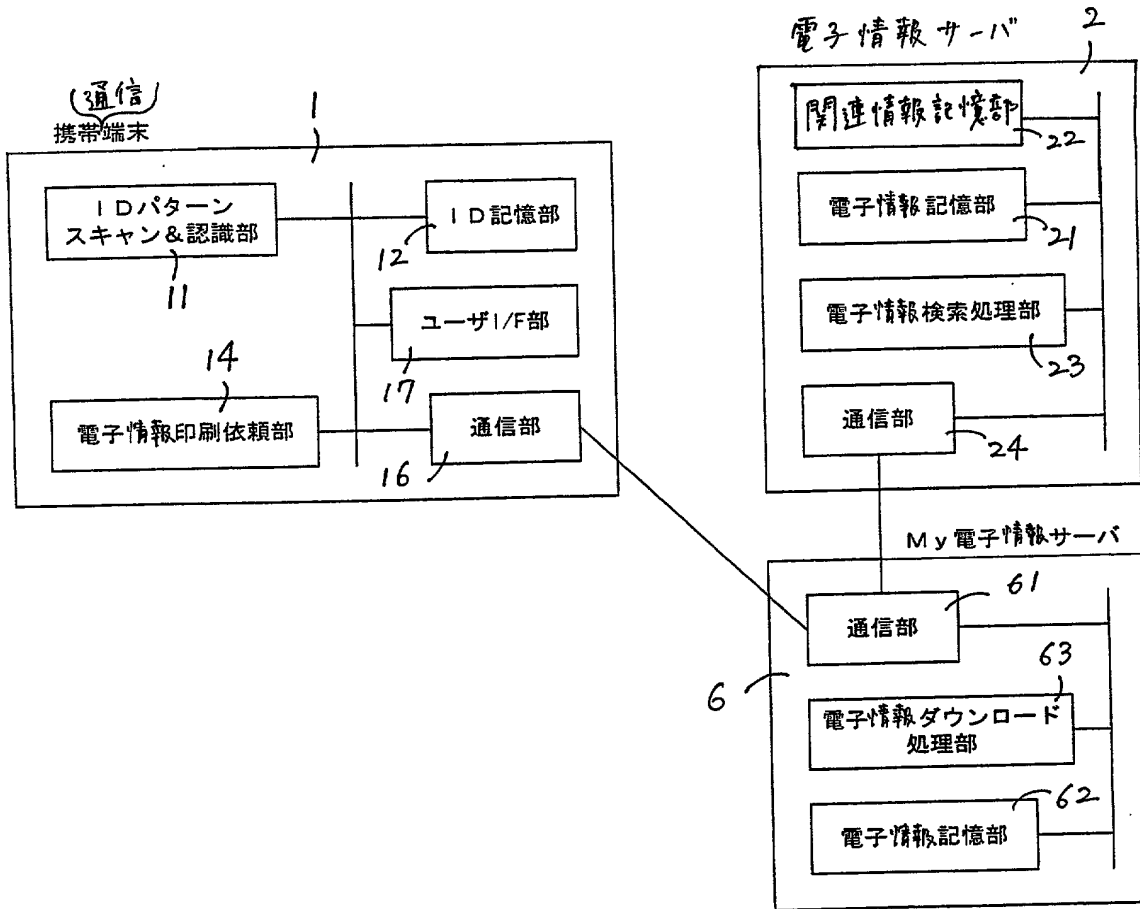 (通信)
携帯端末
1
IDパターン
スキャン&認識部
11
ID記憶部
12
ユーザI/F部
17
14
電子情報印刷依頼部
通信部
16
電子情報サーバ
2
関連情報記憶部
22
電子情報記憶部
21
電子情報検索処理部
23
通信部
24
My電子情報サーバ
通信部
61
6
63
電子情報ダウンロード
処理部
62
電子情報記憶部